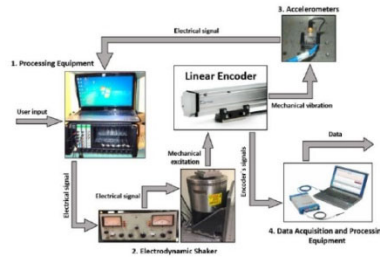 3. Accelerometers
Electrical signal
1. Processing Equipment
Linear Encoder
User input
Mechanical vibration
Mechanical
excitation
Encoder's signals
Data
Electrical signal
Electrical signal
2. Electrodynamic Shaker
4. Data Acquisition and Processing
Equipment